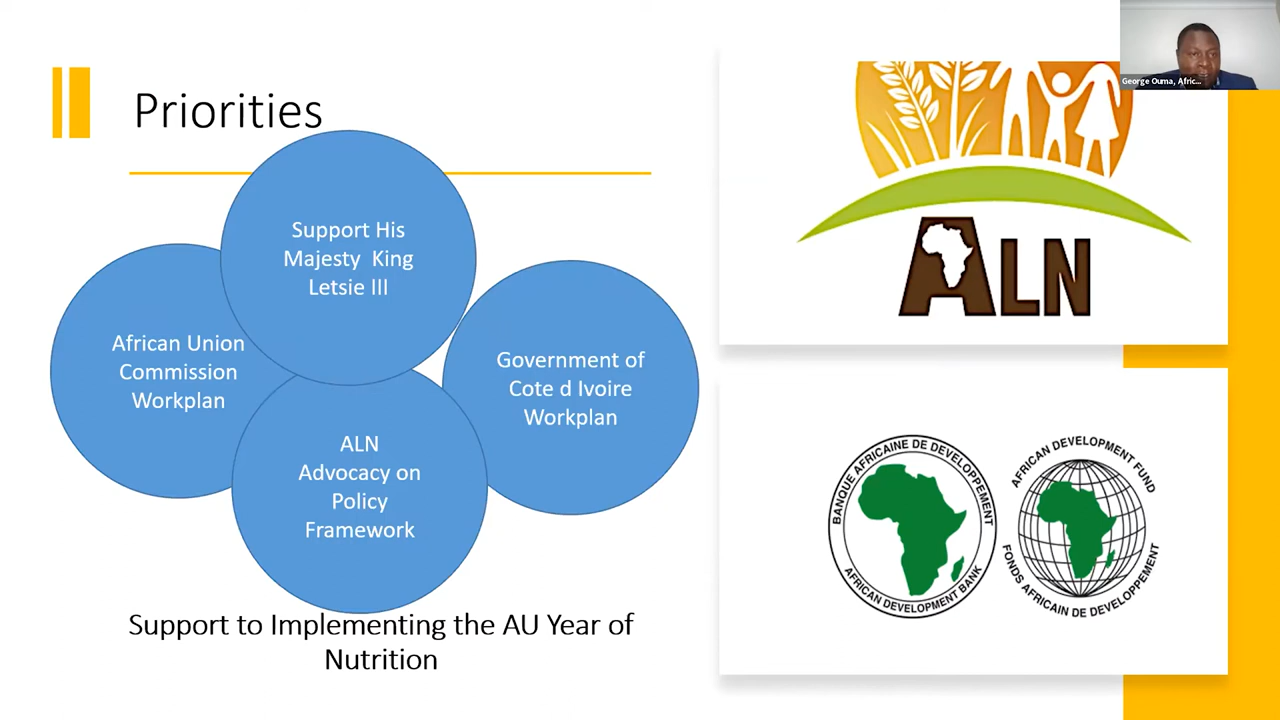 Priorities
Support His
Majesty King
Letsie III
African Union
Commission
Workplan
Government of
Cote d Ivoire
Workplan
ALN
Advocacy on
Policy
Framework
Support to Implementing the AU Year of
Nutrition
George Ouma, Afric...
ALN
BANQUE AFRICAINE DE DEVELOPPEMENT
AFRICAN DEVELOPMENT BANK
AFRICAN DEVELOPMENT FUND
FONDS AFRICAIN DE DEVELOPPEMENT